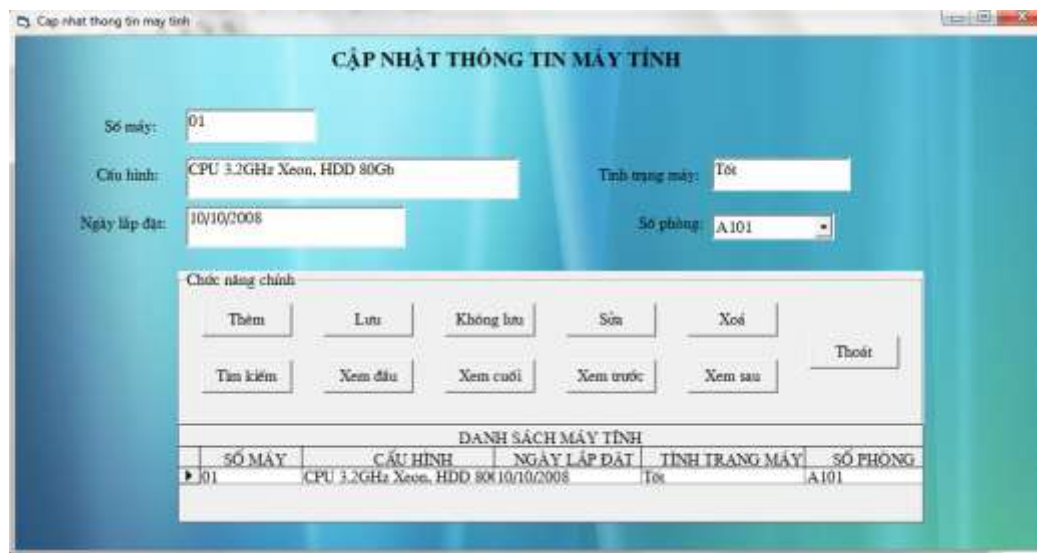 Cap nhat thong tin may tinh
CẬP NHẬT THÔNG TIN MÁY TÍNH
Số máy: 01
Cấu hình: CPU 3.2GHz Xeon, HDD 80Gb Tình trạng máy: Tốt
Ngày lắp đặt: 10/10/2008 Số phòng: A101
Chức năng chính
Thêm Lưu Không lưu Sửa Xoá
Thoát
Tìm kiếm Xem đầu Xem cuối Xem trước Xem sau
DANH SÁCH MÁY TÍNH
SỐ MÁY CẤU HÌNH NGÀY LẮP ĐẶT TÌNH TRẠNG MÁY SỐ PHÒNG
01 CPU 3.2GHz Xeon, HDD 80 10/10/2008 Tốt A101